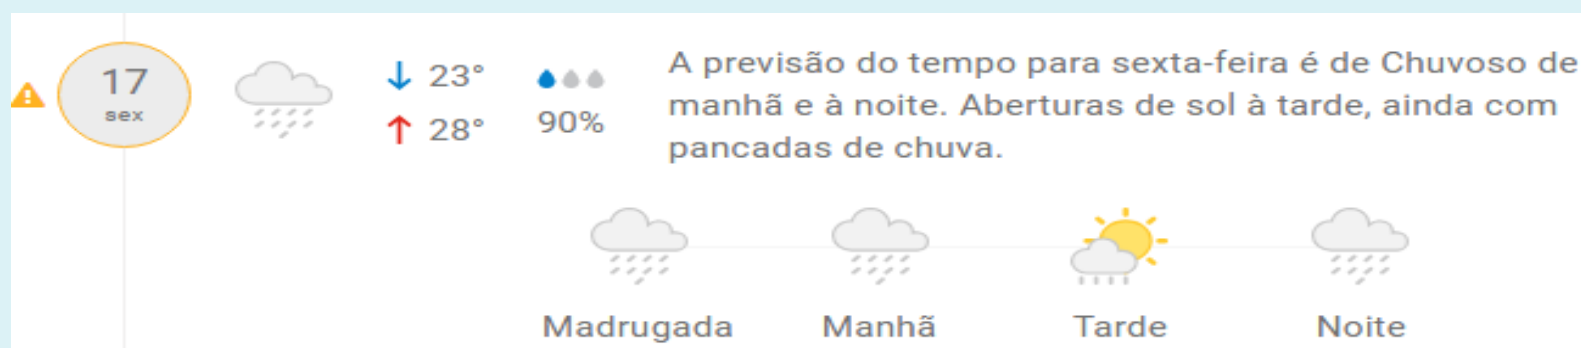 17
sex
23°
28°
90%
A previsão do tempo para sexta-feira é de Chuvoso de
manhã e à noite. Aberturas de sol à tarde, ainda com
pancadas de chuva.
Madrugada Manhã Tarde Noite